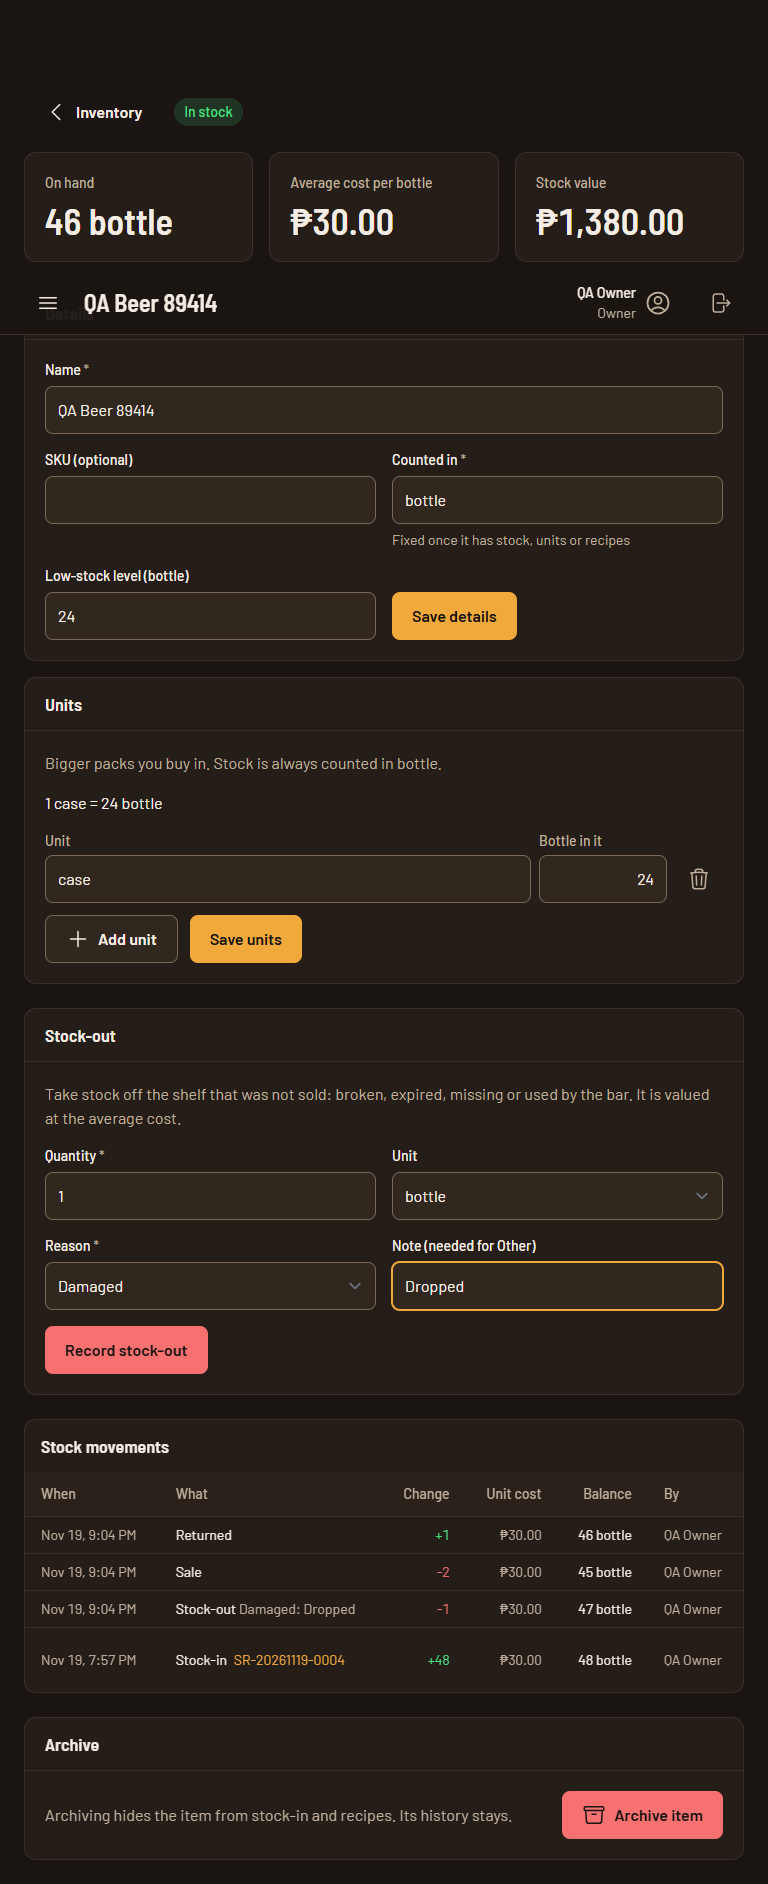 Inventory
In stock
On hand
46 bottle
Average cost per bottle
₱30.00
Stock value
₱1,380.00
QA Beer 89414
QA Owner
Owner
Details
Name *
QA Beer 89414
SKU (optional)
Counted in *
bottle
Fixed once it has stock, units or recipes
Low-stock level (bottle)
24
Save details
Units
Bigger packs you buy in. Stock is always counted in bottle.
1 case = 24 bottle
Unit
Bottle in it
case
24
Add unit
Save units
Stock-out
Take stock off the shelf that was not sold: broken, expired, missing or used by the bar. It is valued
at the average cost.
Quantity *
Unit
1
bottle
Reason *
Note (needed for Other)
Damaged
Dropped
Record stock-out
Stock movements
When What Change Unit cost Balance By
Nov 19, 9:04 PM Returned +1 ₱30.00 46 bottle QA Owner
Nov 19, 9:04 PM Sale -2 ₱30.00 45 bottle QA Owner
Nov 19, 9:04 PM Stock-out Damaged: Dropped -1 ₱30.00 47 bottle QA Owner
Nov 19, 7:57 PM Stock-in SR-20261119-0004 +48 ₱30.00 48 bottle QA Owner
Archive
Archiving hides the item from stock-in and recipes. Its history stays.
Archive item